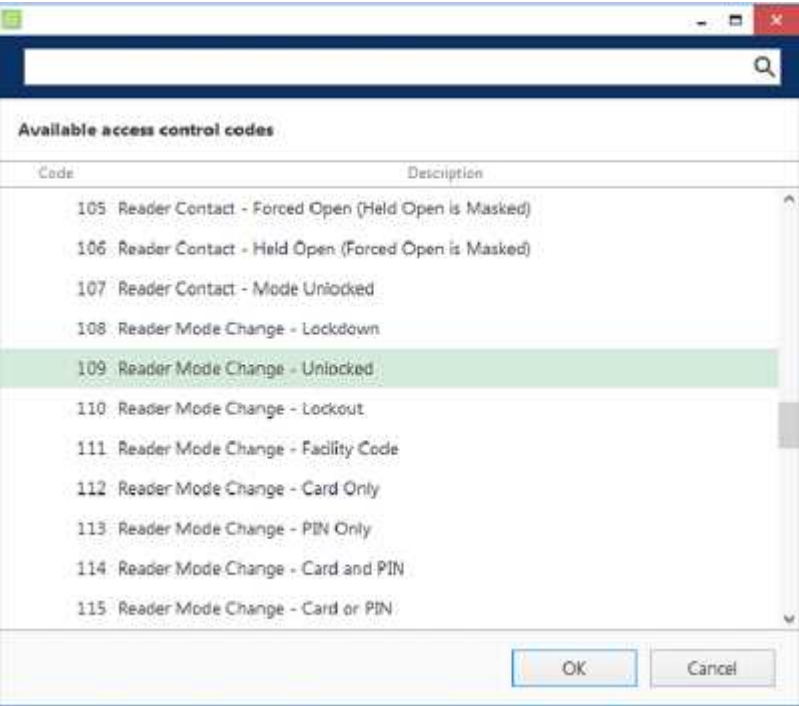 Available access control codes
Code Description
105 Reader Contact - Forced Open (Held Open is Masked)
106 Reader Contact - Held Open (Forced Open is Masked)
107 Reader Contact - Mode Unlocked
108 Reader Mode Change - Lockdown
109 Reader Mode Change - Unlocked
110 Reader Mode Change - Lockout
111 Reader Mode Change - Facility Code
112 Reader Mode Change - Card Only
113 Reader Mode Change - PIN Only
114 Reader Mode Change - Card and PIN
115 Reader Mode Change - Card or PIN
OK Cancel